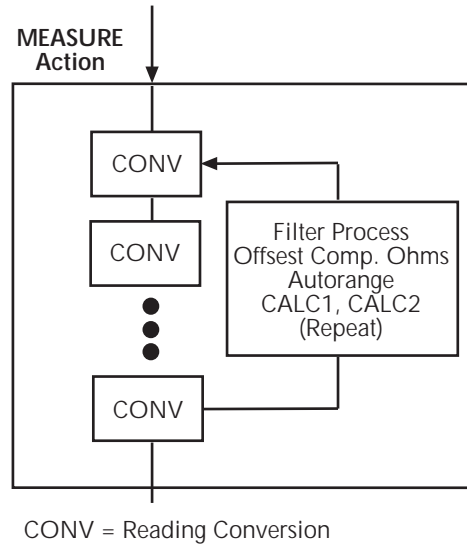 MEASURE
Action
CONV
CONV
Filter Process
Offsest Comp. Ohms
Autorange
CALC1, CALC2
(Repeat)
CONV
CONV = Reading Conversion